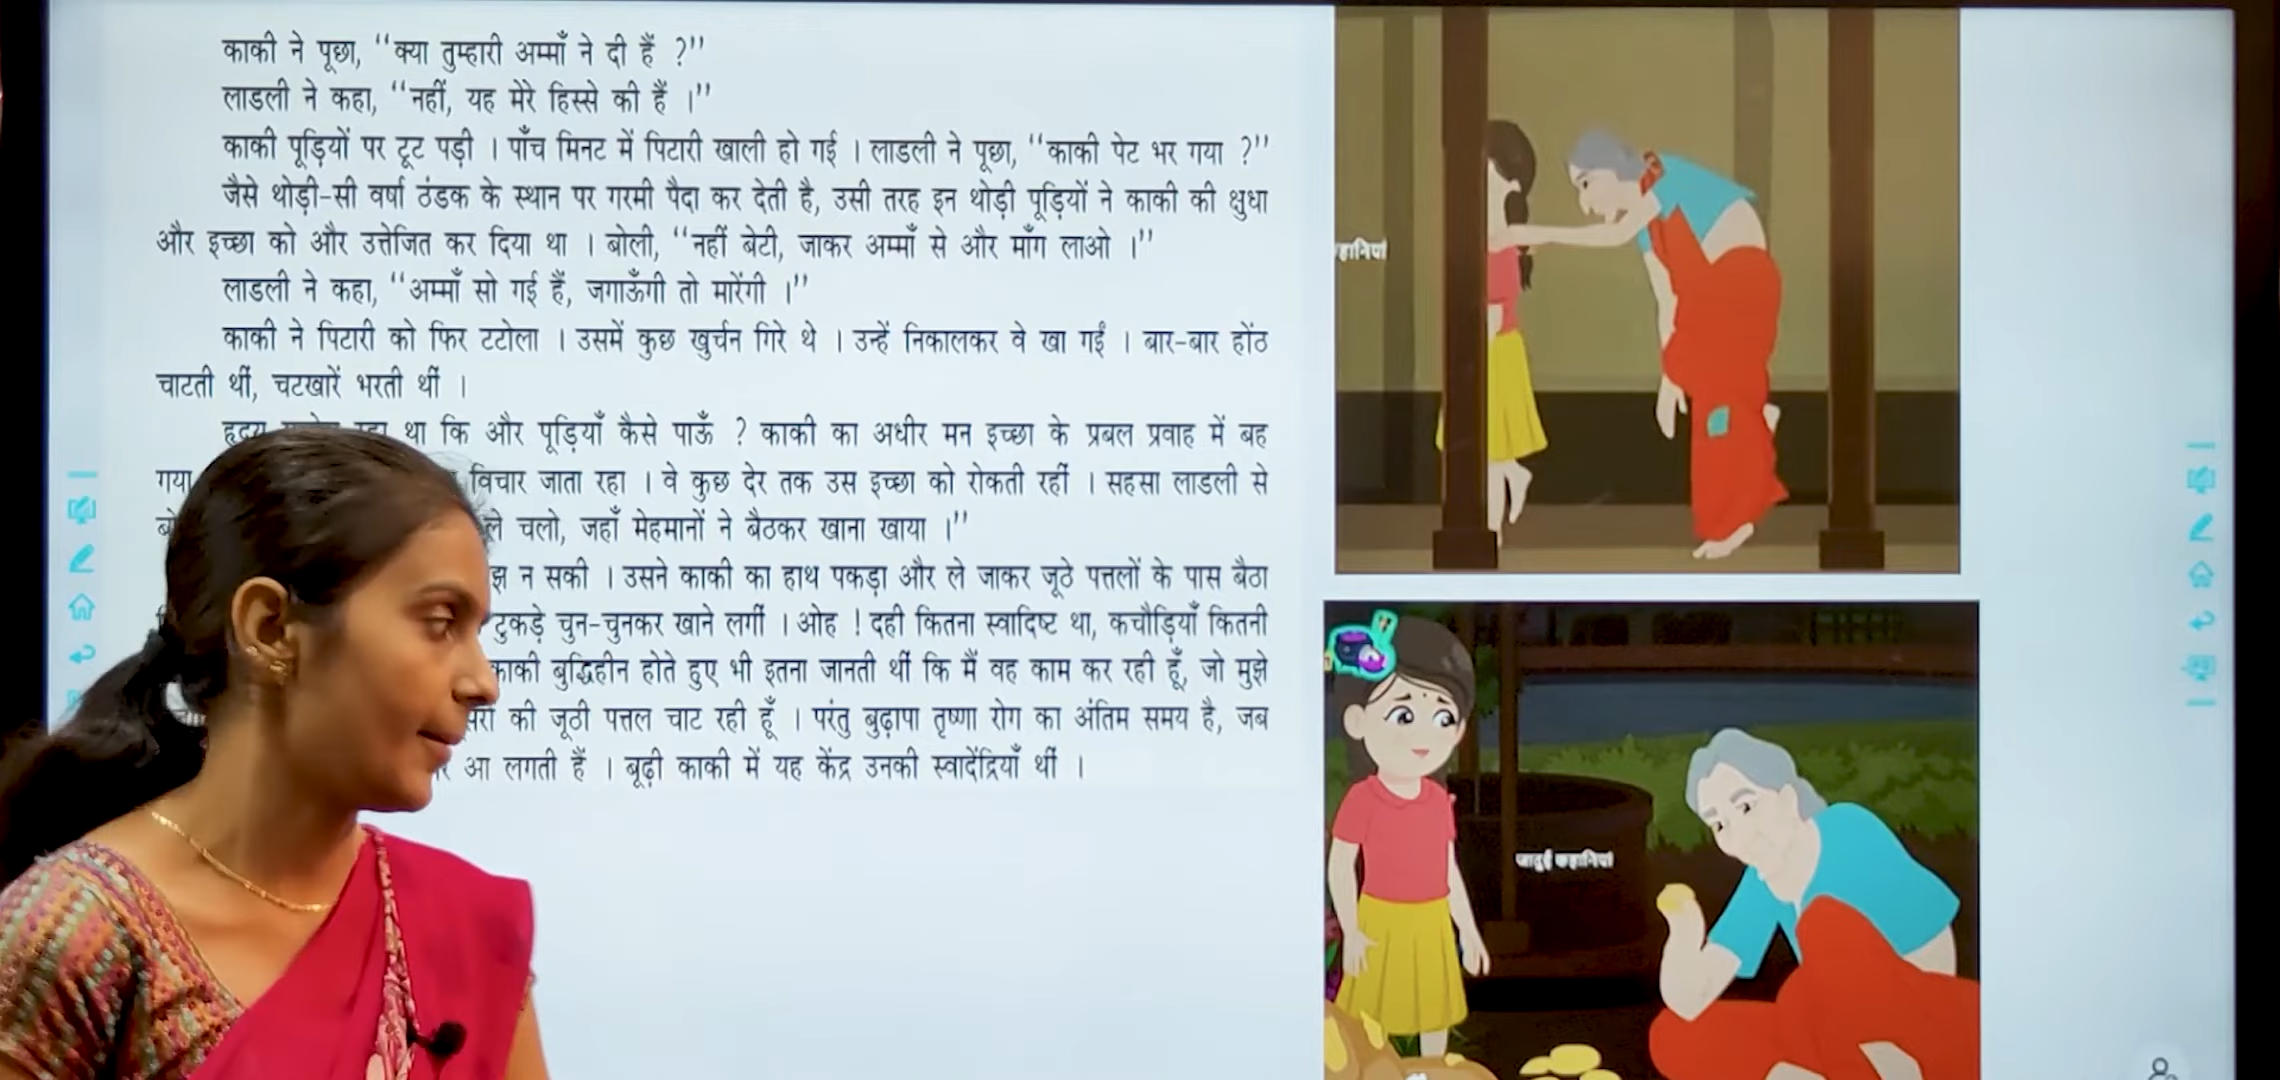 काकी ने पूछा, ‘‘क्या तुम्हारी अम्माँ ने दी हैं ?’’
लाडली ने कहा, ‘‘नहीं, यह मेरे हिस्से की हैं ।’’
काकी पूड़ियों पर टूट पड़ी । पाँच मिनट में पिटारी खाली हो गई । लाडली ने पूछा, ‘‘काकी पेट भर गया ?’’
जैसे थोड़ी-सी वर्षा ठंडक के स्थान पर गरमी पैदा कर देती है, उसी तरह इन थोड़ी पूड़ियों ने काकी की क्षुधा
और इच्छा को और उत्तेजित कर दिया था । बोली, ‘‘नहीं बेटी, जाकर अम्माँ से और माँग लाओ ।’’
लाडली ने कहा, ‘‘अम्माँ सो गई हैं, जगाऊँगी तो मारेंगी ।’’
काकी ने पिटारी को फिर टटोला । उसमें कुछ खुर्चन गिरे थे । उन्हें निकालकर वे खा गईं । बार-बार होंठ
चाटती थीं, चटखारें भरती थीं ।
हृदय रहा था कि और पूड़ियाँ कैसे पाऊँ ? काकी का अधीर मन इच्छा के प्रबल प्रवाह में बह
गया विचार जाता रहा । वे कुछ देर तक उस इच्छा को रोकती रहीं । सहसा लाडली से
ले चलो, जहाँ मेहमानों ने बैठकर खाना खाया ।’’
न सकी । उसने काकी का हाथ पकड़ा और ले जाकर जूठे पत्तलों के पास बैठा
टुकड़े चुन-चुनकर खाने लगीं । ओह ! दही कितना स्वादिष्ट था, कचौड़ियाँ कितनी
काकी बुद्धिहीन होते हुए भी इतना जानती थीं कि मैं वह काम कर रही हूँ, जो मुझे
की जूठी पत्तल चाट रही हूँ । परंतु बुढ़ापा तृष्णा रोग का अंतिम समय है, जब
आ लगती हैं । बूढ़ी काकी में यह केंद्र उनकी स्वादेंद्रियाँ थीं ।
जादुई कहानियां